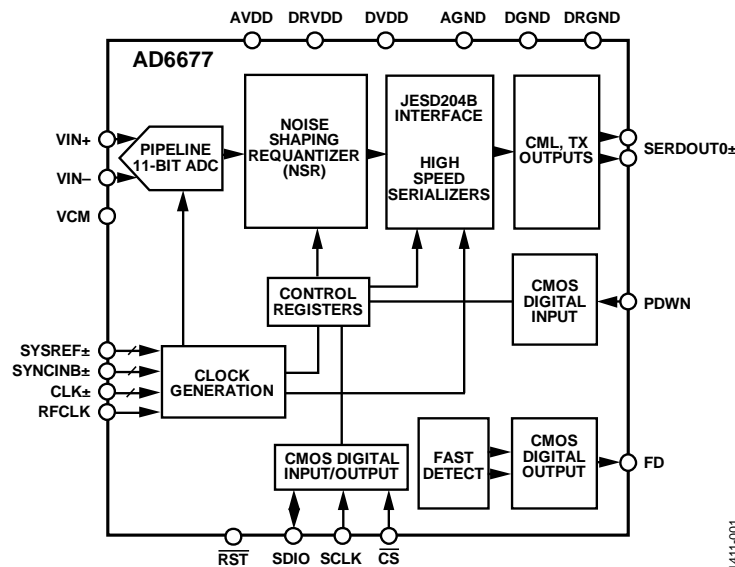 AVDD DRVDD DVDD AGND DGND DRGND
AD6677
VIN+
VIN–
VCM
PIPELINE
11-BIT ADC
NOISE
SHAPING
REQUANTIZER
(NSR)
JESD204B
INTERFACE
HIGH
SPEED
SERIALIZERS
CML, TX
OUTPUTS
SERDOUT0±
CONTROL
REGISTERS
CMOS
DIGITAL
INPUT
PDWN
SYSREF±
SYNCINB±
CLK±
RFCLK
CLOCK
GENERATION
CMOS DIGITAL
INPUT/OUTPUT
FAST
DETECT
CMOS
DIGITAL
OUTPUT
FD
RST SDIO SCLK CS